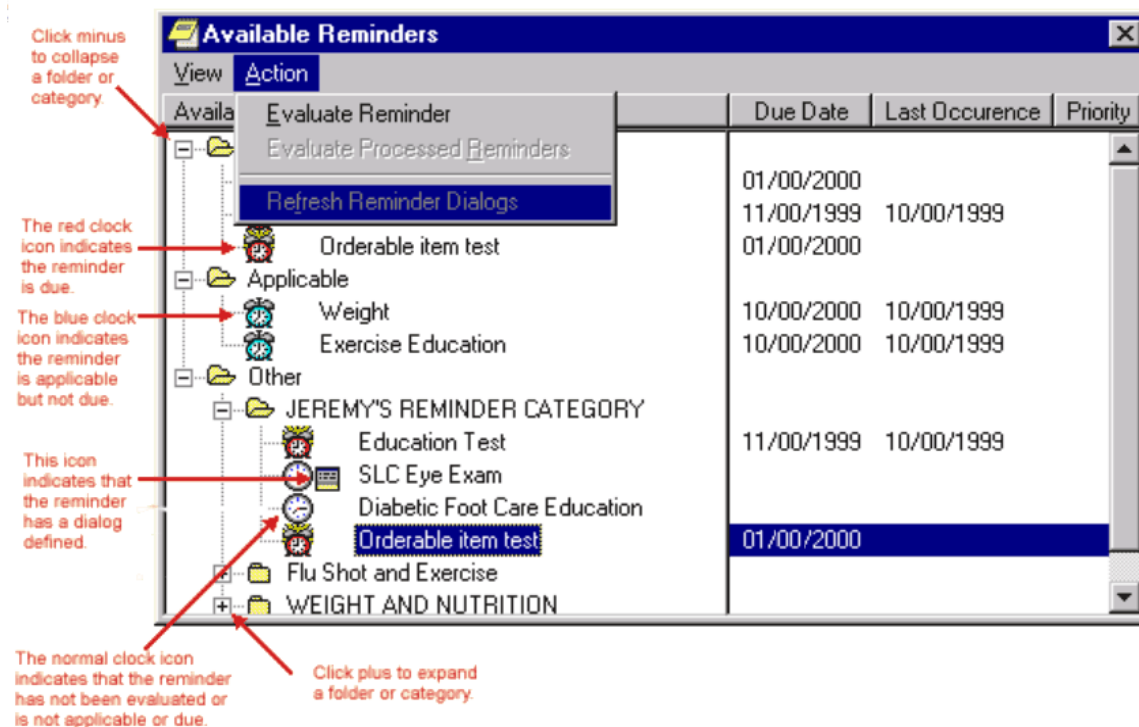 Click minus
to collapse
a folder or
category.
Available Reminders
View Action
Availa Due Date Last Occurence Priority
Evaluate Reminder
Evaluate Processed Reminders
Refresh Reminder Dialogs
01/00/2000
11/00/1999 10/00/1999
The red clock
icon indicates
the reminder
is due.
Orderable item test 01/00/2000
Applicable
The blue clock
icon indicates
the reminder
is applicable
but not due.
Weight 10/00/2000 10/00/1999
Exercise Education 10/00/2000 10/00/1999
Other
JEREMY'S REMINDER CATEGORY
Education Test 11/00/1999 10/00/1999
This icon
indicates that
the reminder
has a dialog
defined.
SLC Eye Exam
Diabetic Foot Care Education
Orderable item test 01/00/2000
Flu Shot and Exercise
WEIGHT AND NUTRITION
The normal clock icon
indicates that the reminder
has not been evaluated or
is not applicable or due.
Click plus to expand
a folder or category.